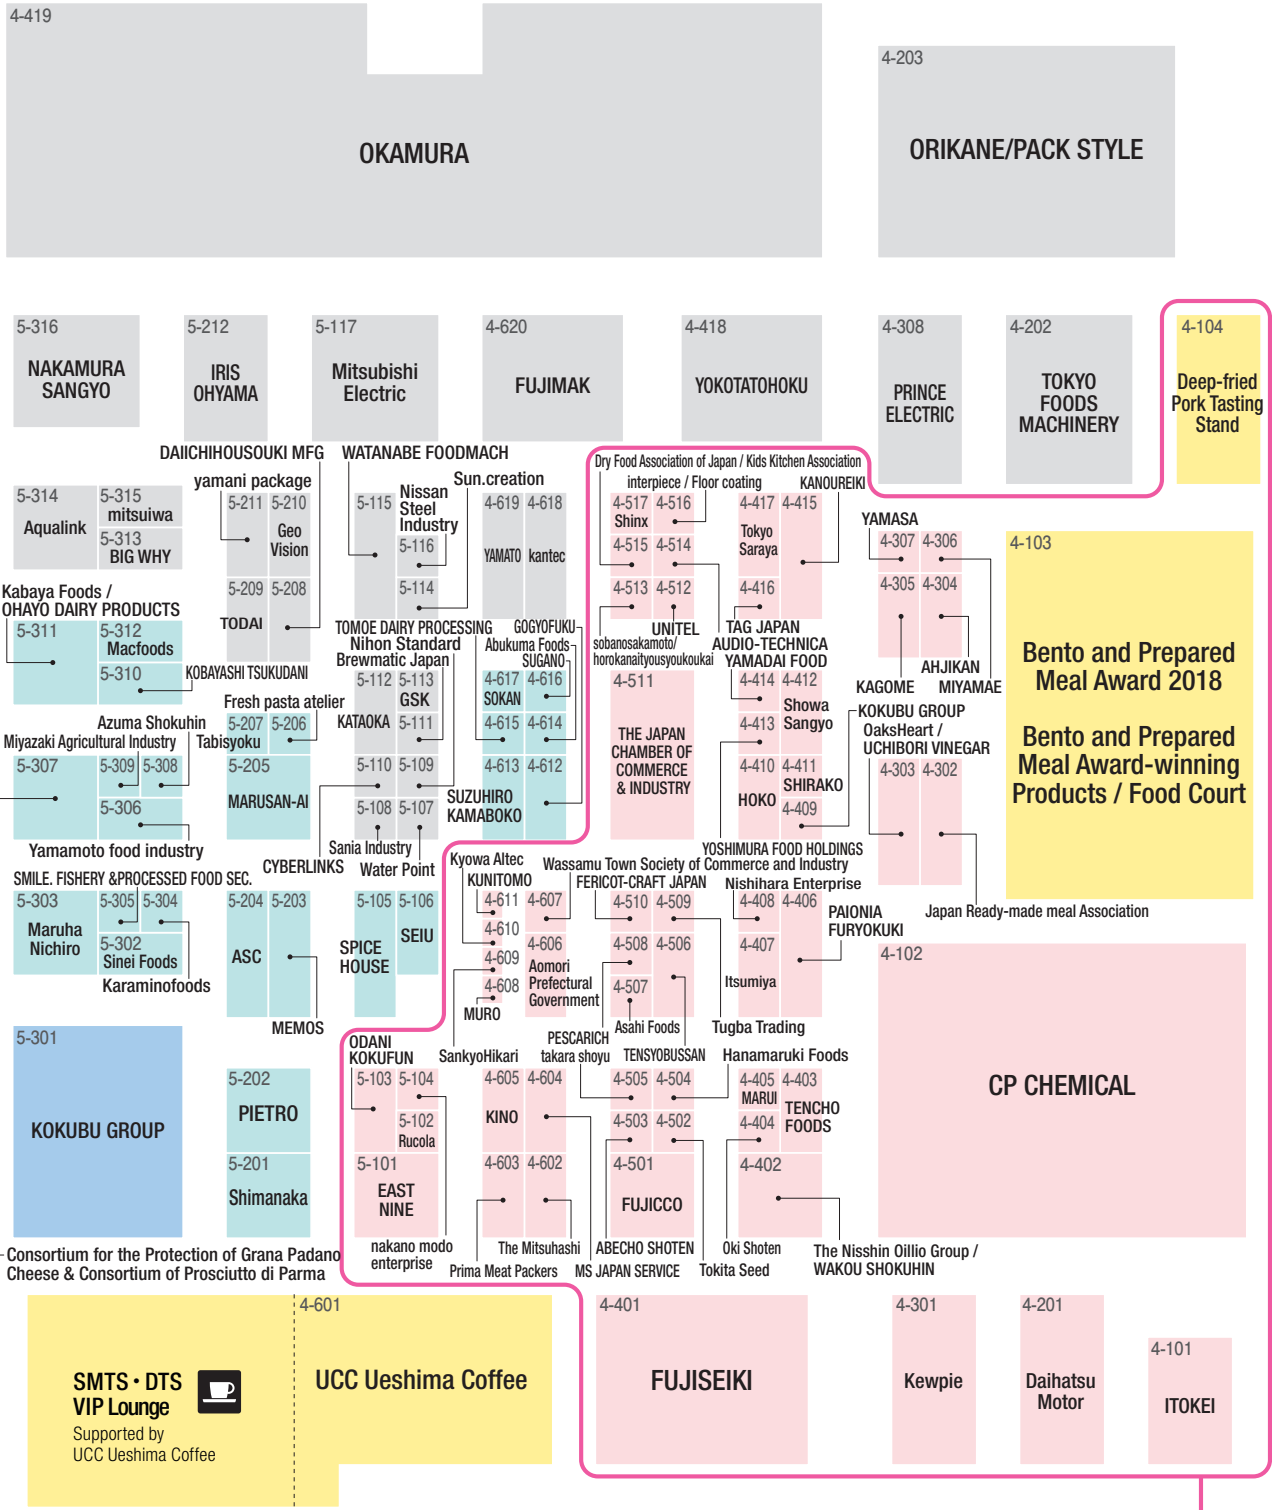 4-419
OKAMURA
4-203
ORIKANE/PACK STYLE
5-316
NAKAMURA
SANGYO
5-212
IRIS
OHYAMA
5-117
Mitsubishi
Electric
4-620
FUJIMAK
4-418
YOKOTATOHOKU
4-308
PRINCE
ELECTRIC
4-202
TOKYO
FOODS
MACHINERY
4-104
Deep-fried
Pork Tasting
Stand
DAIICHIHOUSOUKI MFG
WATANABE FOODMACH
yamani package
Sun.creation
Dry Food Association of Japan / Kids Kitchen Association
interpiece / Floor coating
KANOUREIKI
5-314
Aqualink
5-315
mitsuiwa
5-313
BIG WHY
5-211
5-210
Geo
Vision
5-209
5-208
TODAI
5-115
Nissan
Steel
Industry
5-116
5-114
4-619
4-618
YAMATO
kantec
4-517
Shinx
4-516
4-515
4-514
4-513
4-512
UNITEL
4-417
4-415
Tokyo
Saraya
4-416
TAG JAPAN
AUDIO-TECHNICA
YAMADAI FOOD
YAMASA
4-307
4-306
4-305
4-304
AHJIKAN
KAGOME
MIYAMAE
4-103
Bento and Prepared
Meal Award 2018
Bento and Prepared
Meal Award-winning
Products / Food Court
Kabaya Foods /
OHAYO DAIRY PRODUCTS
5-311
5-312
Macfoods
5-310
KOBAYASHI TSUKUDANI
TOMOE DAIRY PROCESSING
Nihon Standard
Brewmatic Japan
GOGYOFUKU
Abukuma Foods
SUGANO
sobanosakamoto/
horokanaityousyoukoukai
5-112
5-113
GSK
KATAOKA
5-111
5-110
5-109
5-108
5-107
Sania Industry
Water Point
CYBERLINKS
4-617
4-616
SOKAN
4-615
4-614
4-613
4-612
SUZUHIRO
KAMABOKO
4-511
THE JAPAN
CHAMBER OF
COMMERCE
& INDUSTRY
4-414
4-412
Showa
Sangyo
4-413
4-410
4-411
SHIRAKO
HOKO
4-409
KOKUBU GROUP
OaksHeart /
UCHIBORI VINEGAR
4-303
4-302
YOSHIMURA FOOD HOLDINGS
Fresh pasta atelier
Azuma Shokuhin
Miyazaki Agricultural Industry
Tabisyoku
5-207
5-206
5-205
MARUSAN-AI
5-307
5-309
5-308
5-306
Yamamoto food industry
SMILE. FISHERY &PROCESSED FOOD SEC.
5-303
Maruha
Nichiro
5-305
5-304
5-302
Sinei Foods
Karaminofoods
5-204
5-203
ASC
MEMOS
5-105
5-106
SPICE
HOUSE
SEIU
Kyowa Altec
KUNITOMO
Wassamu Town Society of Commerce and Industry
FERICOT-CRAFT JAPAN
Nishihara Enterprise
4-611
4-610
4-609
4-608
MURO
SankyoHikari
4-607
4-606
Aomori
Prefectural
Government
4-510
4-509
4-508
4-506
4-507
Asahi Foods
PESCARICH
takara shoyu
TENSYOBUSSAN
Tugba Trading
Hanamaruki Foods
4-408
4-406
4-407
Itsumiya
PAIONIA
FURYOKUKI
Japan Ready-made meal Association
4-102
CP CHEMICAL
5-301
KOKUBU GROUP
5-202
PIETRO
5-201
Shimanaka
ODANI
KOKUFUN
5-103
5-104
5-102
Rucola
5-101
EAST
NINE
nakano modo
enterprise
4-605
4-604
KINO
4-603
4-602
The Mitsuhashi
Prima Meat Packers
4-505
4-504
4-503
4-502
4-501
FUJICCO
ABECHO SHOTEN
MS JAPAN SERVICE
Tokita Seed
4-405
4-403
MARUI
TENCHO
FOODS
4-404
4-402
Oki Shoten
The Nisshin Oillio Group /
WAKOU SHOKUHIN
Consortium for the Protection of Grana Padano
Cheese & Consortium of Prosciutto di Parma
SMTS・DTS
VIP Lounge
Supported by
UCC Ueshima Coffee
4-601
UCC Ueshima Coffee
4-401
FUJISEIKI
4-301
Kewpie
4-201
Daihatsu
Motor
4-101
ITOKEI